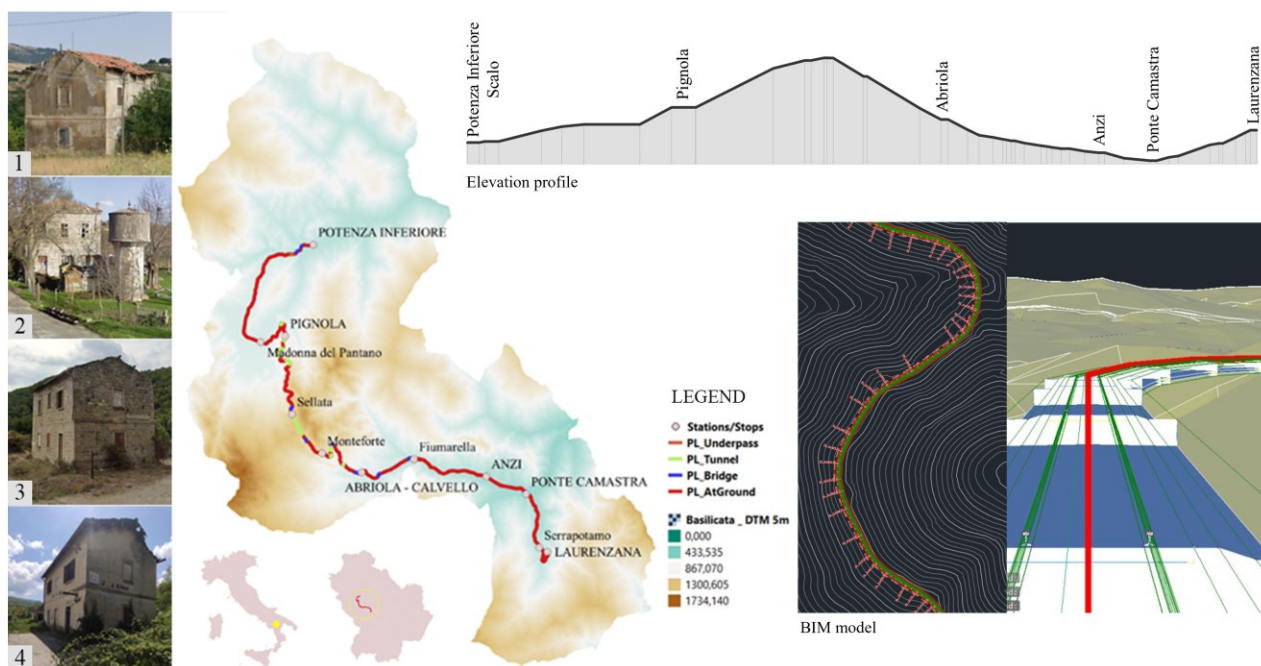 1
2
3
4
POTENZA INFERIORE
PIGNOLA
Madonna del Pantano
Sellata
Monteforte
Fiumarella
ABRIOLA - CALVELLO
ANZI
PONTE CAMASTRA
Serrapotamo
LAURENZANA
LEGEND
Stations/Stops
PL_Underpass
PL_Tunnel
PL_Bridge
PL_AtGround
Basilicata _ DTM 5m
0,000
433,535
867,070
1300,605
1734,140
Potenza Inferiore
Scalo
Pignola
Abriola
Anzi
Ponte Camastra
Laurenzana
Elevation profile
BIM model